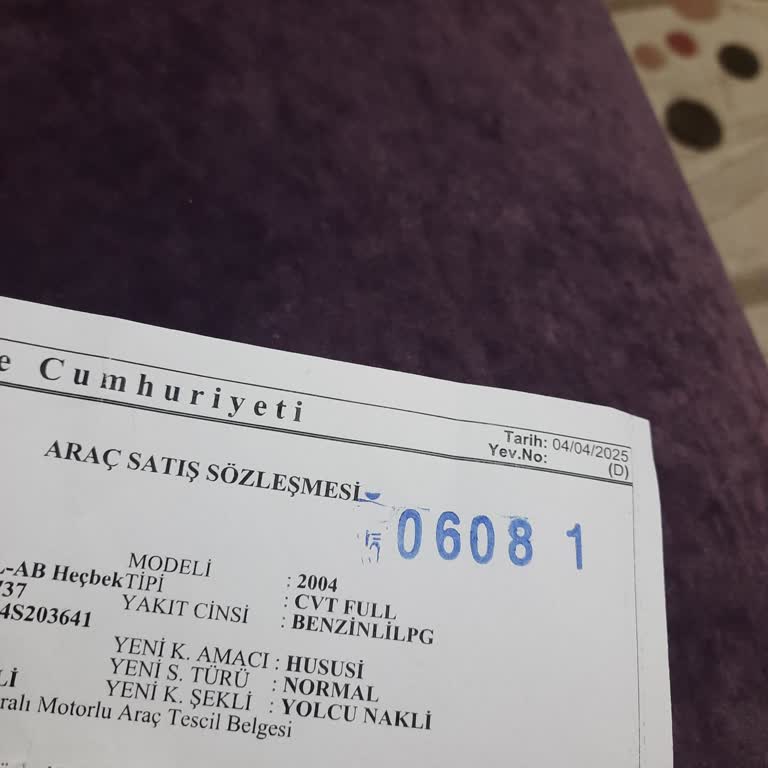 e Cumhuriyeti
Tarih: 04/04/2025
Yev.No:
(D)
ARAÇ SATIŞ SÖZLEŞMESİ
06081
MODELİ : 2004
-AB Heçbek TİPİ : CVT FULL
737 YAKIT CİNSİ : BENZİNLİLPG
4S203641
YENİ K. AMACI : HUSUSİ
YENİ S. TÜRÜ : NORMAL
Lİ YENİ K. ŞEKLİ : YOLCU NAKLİ
ralı Motorlu Araç Tescil Belgesi